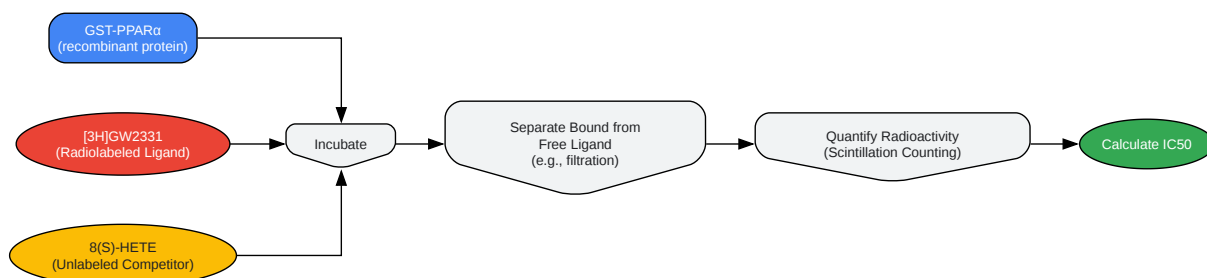 GST-PPARα
(recombinant protein)
[3H]GW2331
(Radiolabeled Ligand)
8(S)-HETE
(Unlabeled Competitor)
Incubate
Separate Bound from
Free Ligand
(e.g., filtration)
Quantify Radioactivity
(Scintillation Counting)
Calculate IC50